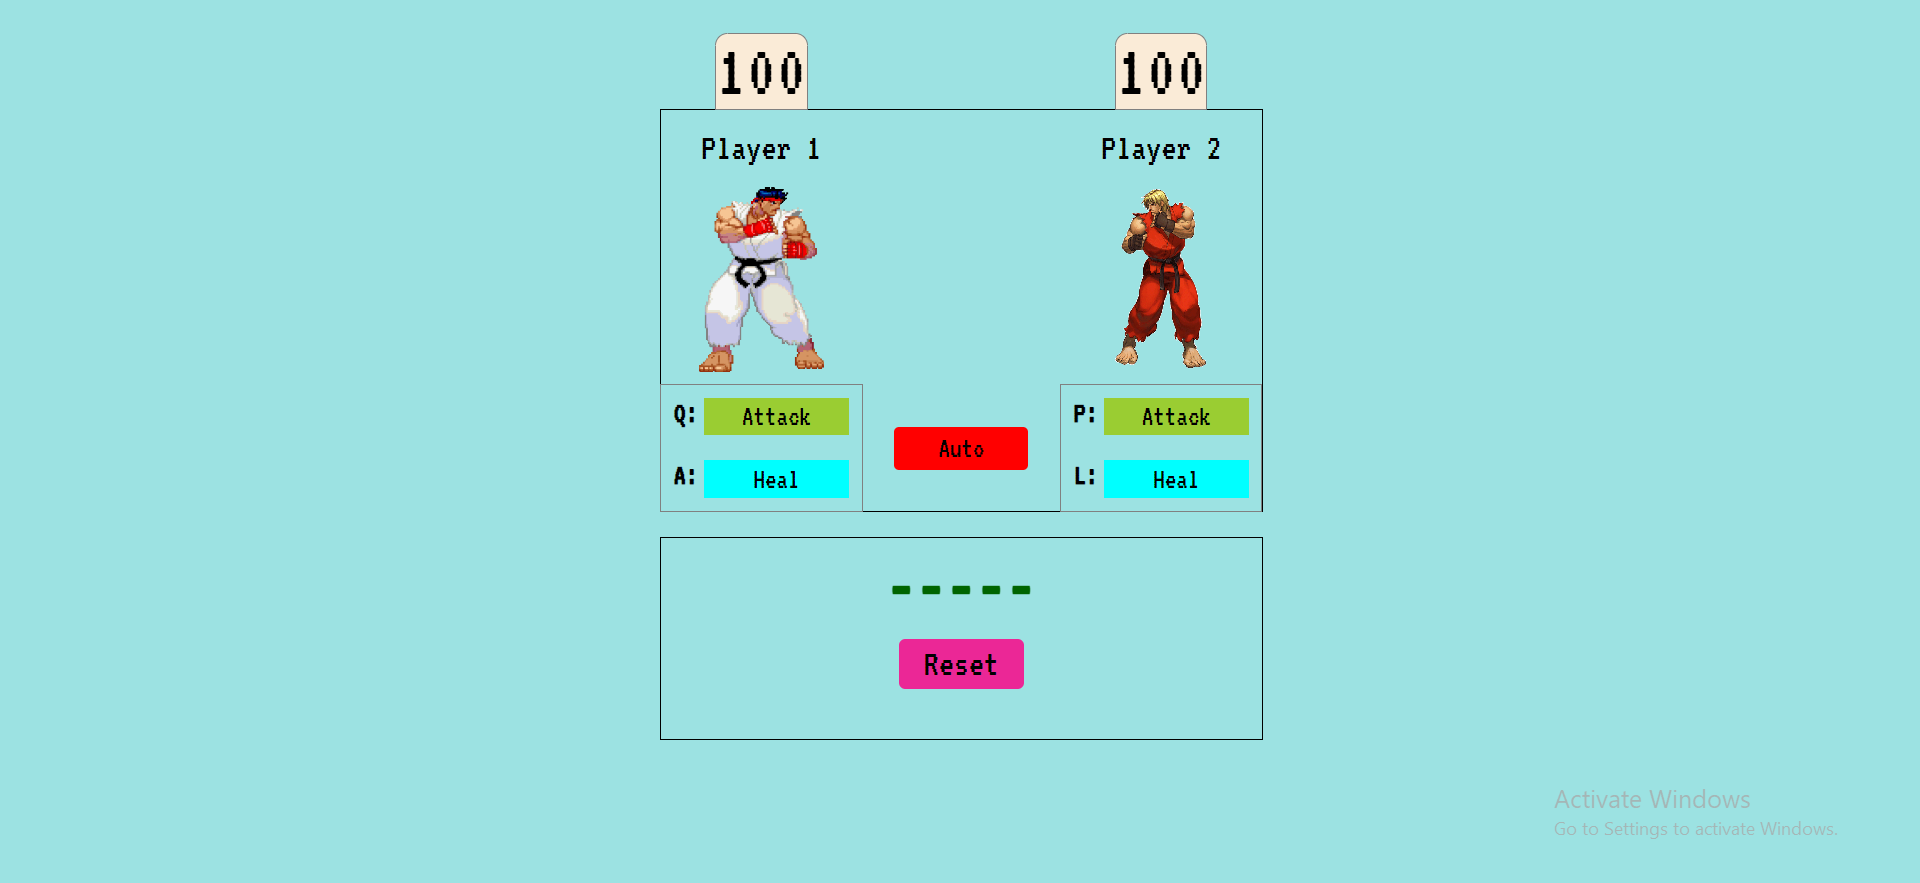 100 100
Player 1 Player 2
Q: Attack P: Attack
Auto
A: Heal L: Heal
-----
Reset
Activate Windows
Go to Settings to activate Windows.